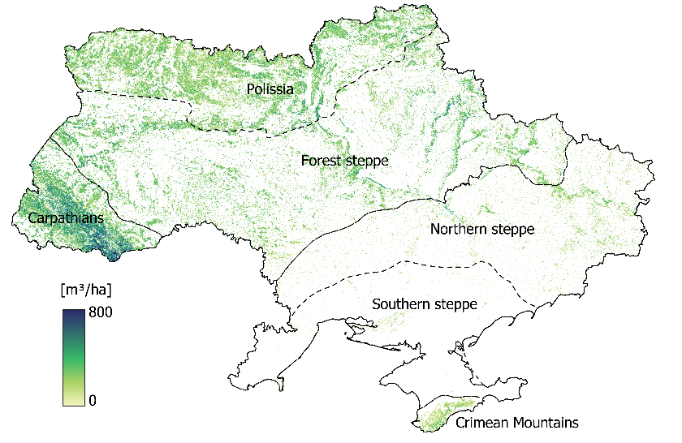 Polissia
Forest steppe
Carpathians
Northern steppe
[m³/ha]
800
Southern steppe
0
Crimean Mountains